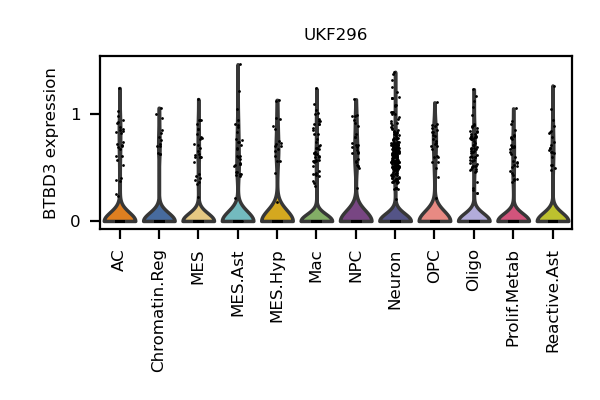 UKF296
BTBD3 expression
1
0
AC
Chromatin.Reg
MES
MES.Ast
MES.Hyp
Mac
NPC
Neuron
OPC
Oligo
Prolif.Metab
Reactive.Ast